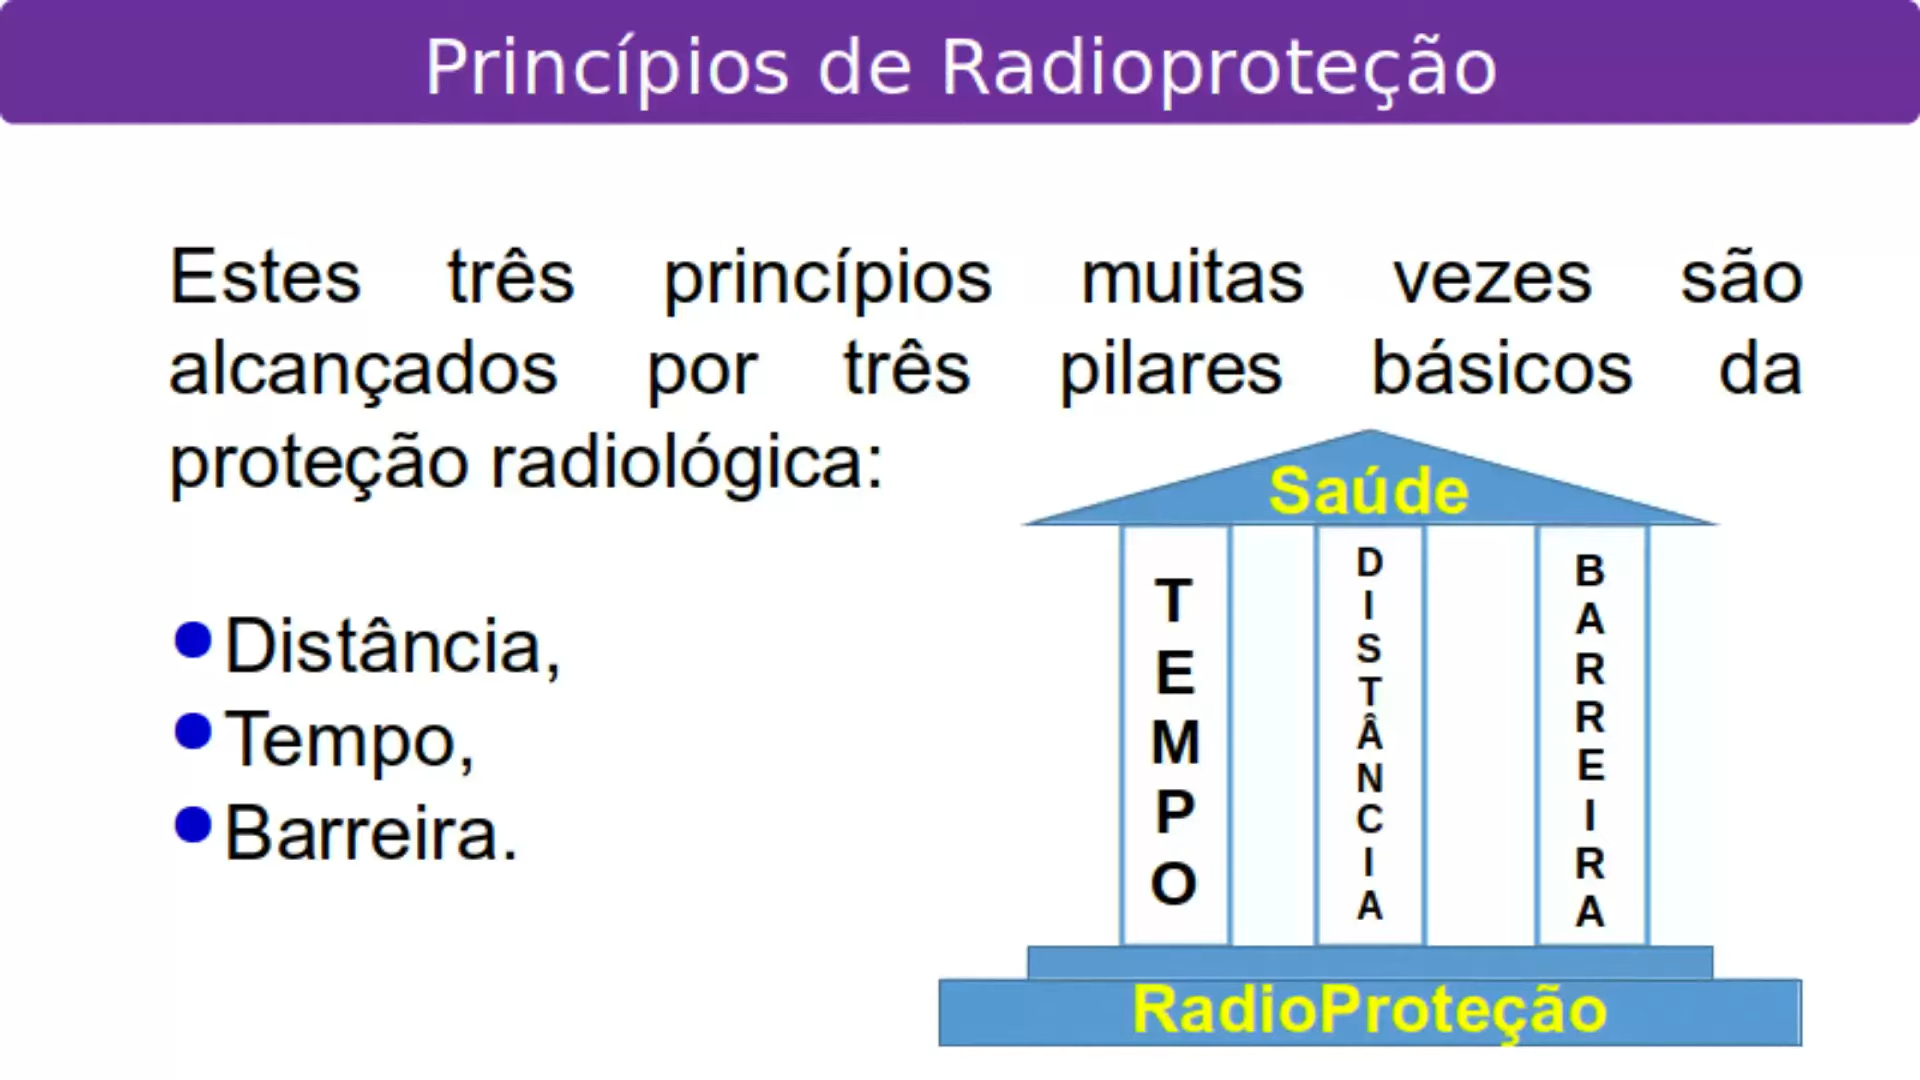 Princípios de Radioproteção
Estes três princípios muitas vezes são
alcançados por três pilares básicos da
proteção radiológica:
Distância,
Tempo,
Barreira.
Saúde
TEMPO
DISTÂNCIA
BARREIRA
RadioProteção